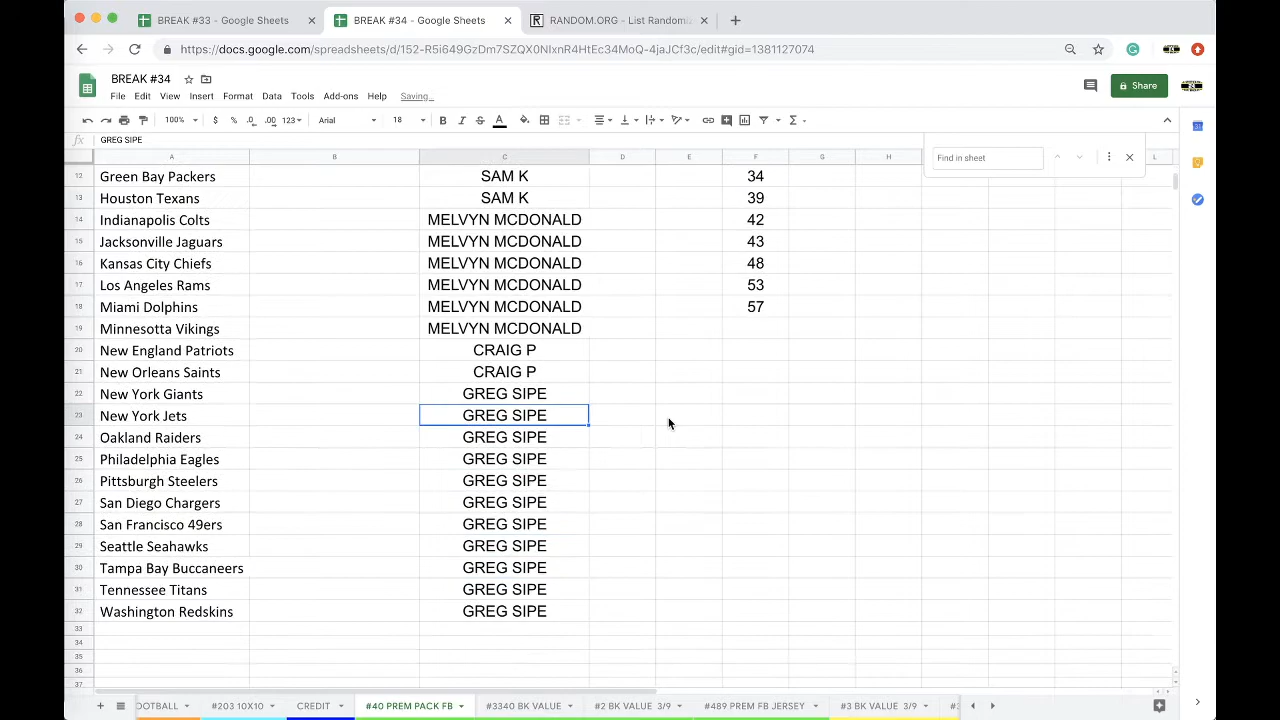 BREAK #33 - Google Sheets
BREAK #34 - Google Sheets
RANDOM.ORG - List Randomiz
https://docs.google.com/spreadsheets/d/152-R5i649GzDm7SZQX0NIxnR4HtEc34MoQ-4jaJCf3c/edit#gid=1381127074
BREAK #34
File Edit View Insert Format Data Tools Add-ons Help Saving...
Share
100% $ % .0 .00 123 Arial 18 B I S A
fx GREG SIPE
Find in sheet
A B C D E F G H L
12 Green Bay Packers SAM K 34
13 Houston Texans SAM K 39
14 Indianapolis Colts MELVYN MCDONALD 42
15 Jacksonville Jaguars MELVYN MCDONALD 43
16 Kansas City Chiefs MELVYN MCDONALD 48
17 Los Angeles Rams MELVYN MCDONALD 53
18 Miami Dolphins MELVYN MCDONALD 57
19 Minnesotta Vikings MELVYN MCDONALD
20 New England Patriots CRAIG P
21 New Orleans Saints CRAIG P
22 New York Giants GREG SIPE
23 New York Jets GREG SIPE
24 Oakland Raiders GREG SIPE
25 Philadelphia Eagles GREG SIPE
26 Pittsburgh Steelers GREG SIPE
27 San Diego Chargers GREG SIPE
28 San Francisco 49ers GREG SIPE
29 Seattle Seahawks GREG SIPE
30 Tampa Bay Buccaneers GREG SIPE
31 Tennessee Titans GREG SIPE
32 Washington Redskins GREG SIPE
33
34
35
36
37
OOTBALL #203 10X10 CREDIT #40 PREM PACK FB #3340 BK VALUE #2 BK VALUE 3/9 #489 PREM FB JERSEY #3 BK VALUE 3/9